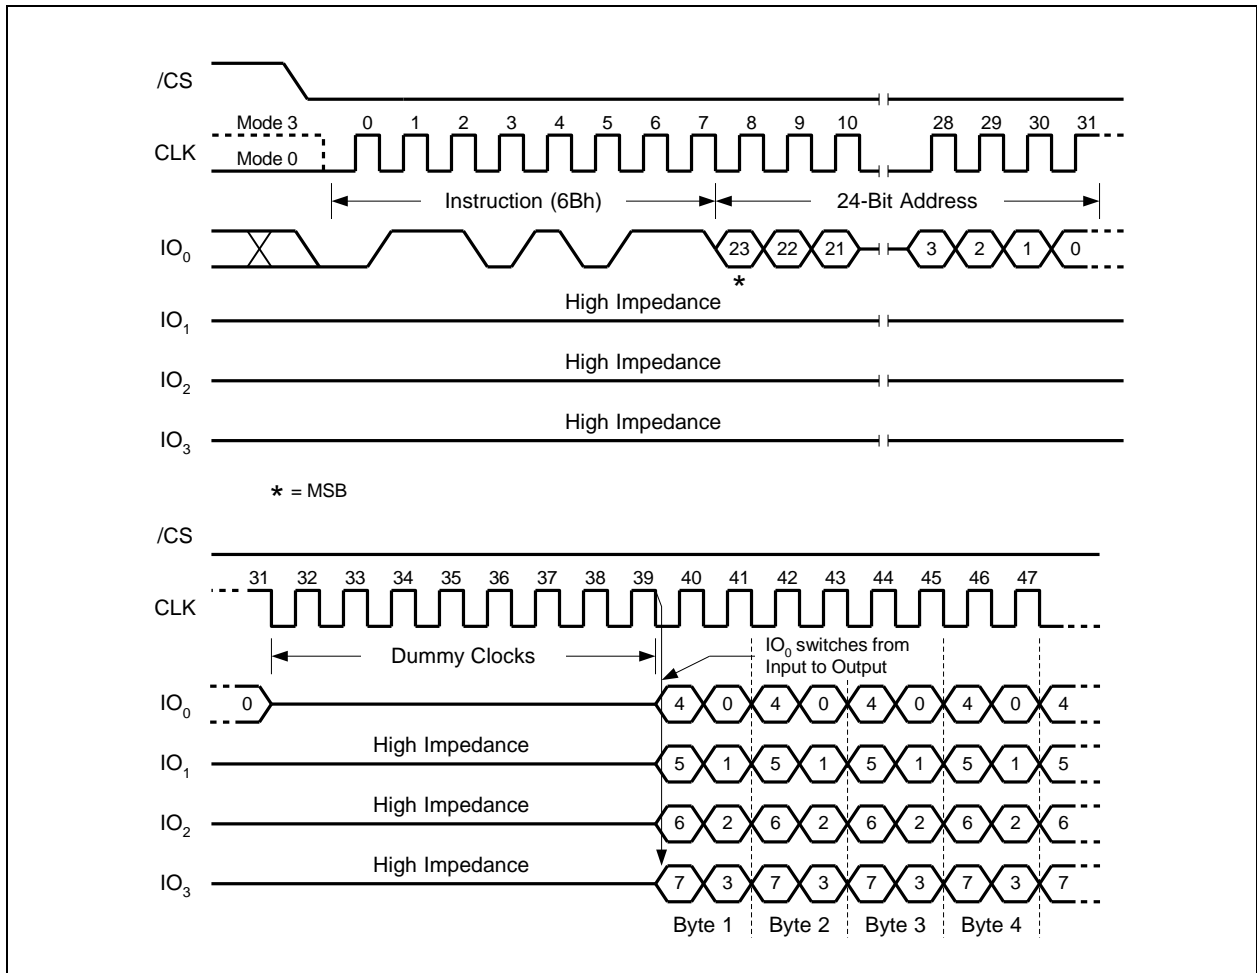 /CS
Mode 3 0 1 2 3 4 5 6 7 8 9 10 28 29 30 31
CLK
Mode 0
Instruction (6Bh) 24-Bit Address
IO0 23 22 21 3 2 1 0
*
High Impedance
IO1
High Impedance
IO2
High Impedance
IO3
* = MSB
/CS
31 32 33 34 35 36 37 38 39 40 41 42 43 44 45 46 47
CLK
Dummy Clocks
IO0 switches from
Input to Output
IO0 0 4 0 4 0 4 0 4 0 4
High Impedance
IO1 5 1 5 1 5 1 5 1 5
High Impedance
IO2 6 2 6 2 6 2 6 2 6
High Impedance
IO3 7 3 7 3 7 3 7 3 7
Byte 1 Byte 2 Byte 3 Byte 4